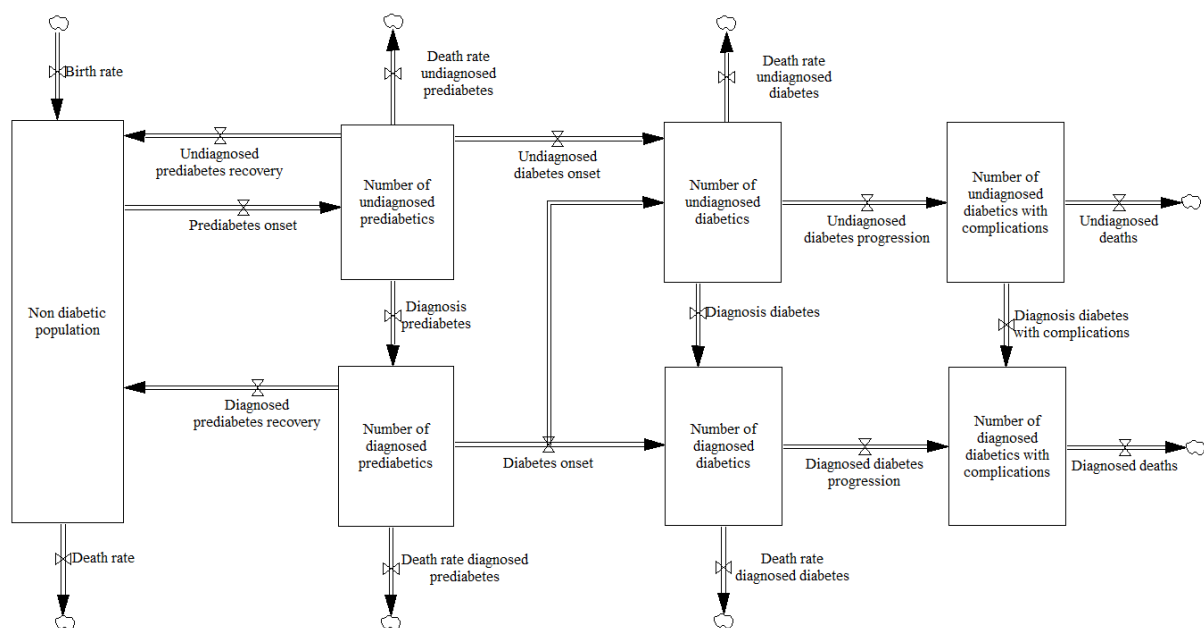 Birth rate
Death rate
undiagnosed
prediabetes
Death rate
undiagnosed
diabetes
Undiagnosed
prediabetes recovery
Number of
undiagnosed
prediabetics
Undiagnosed
diabetes onset
Number of
undiagnosed
diabetics
Undiagnosed
diabetes progression
Number of
undiagnosed
diabetics with
complications
Undiagnosed
deaths
Prediabetes onset
Non diabetic
population
Diagnosis
prediabetes
Diagnosis diabetes
Diagnosis diabetes
with complications
Diagnosed
prediabetes recovery
Number of
diagnosed
prediabetics
Diabetes onset
Number of
diagnosed
diabetics
Diagnosed diabetes
progression
Number of
diagnosed
diabetics with
complications
Diagnosed deaths
Death rate
Death rate diagnosed
prediabetes
Death rate
diagnosed diabetes